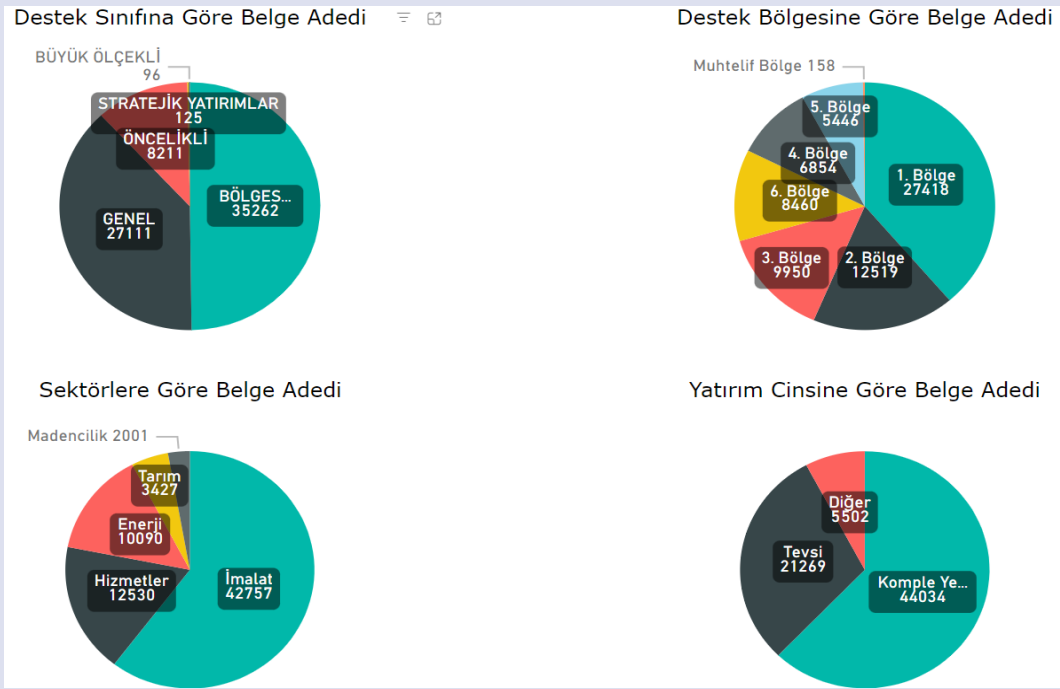 Destek Sınıfına Göre Belge Adedi
BÜYÜK ÖLÇEKLİ
96
STRATEJİK YATIRIMLAR
125
ÖNCELİKLİ
8211
GENEL
27111
BÖLGES...
35262
Destek Bölgesine Göre Belge Adedi
Muhtelif Bölge 158
5. Bölge
5446
4. Bölge
6854
6. Bölge
8460
3. Bölge
9950
2. Bölge
12519
1. Bölge
27418
Sektörlere Göre Belge Adedi
Madencilik 2001
Tarım
3427
Enerji
10090
Hizmetler
12530
İmalat
42757
Yatırım Cinsine Göre Belge Adedi
Diğer
5502
Tevsi
21269
Komple Ye...
44034